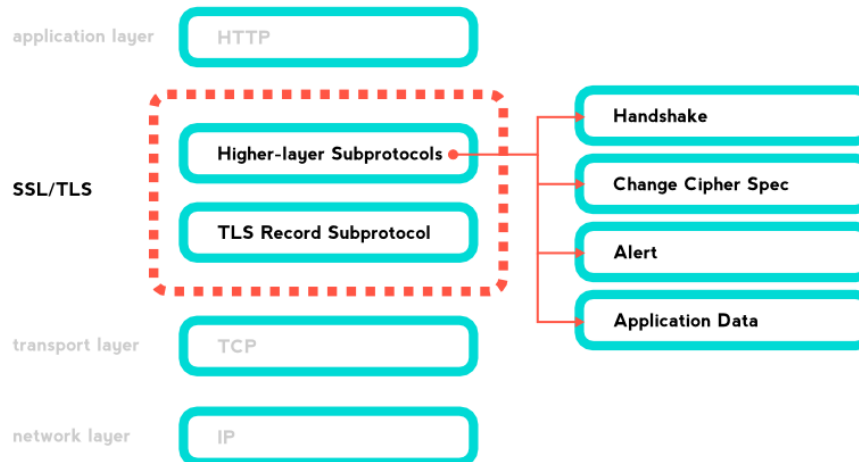 application layer
HTTP
SSL/TLS
Higher-layer Subprotocols
TLS Record Subprotocol
Handshake
Change Cipher Spec
Alert
Application Data
transport layer
TCP
network layer
IP